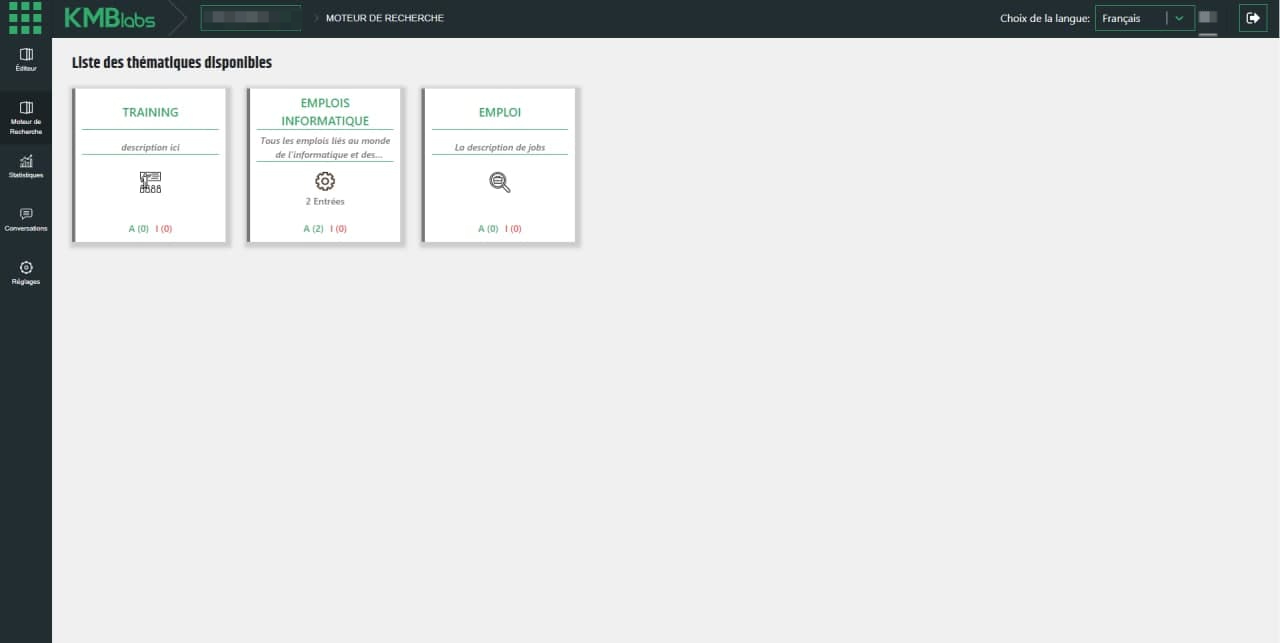 KMBlabs
MOTEUR DE RECHERCHE
Choix de la langue:
Français
Éditeur
Moteur de
Recherche
Statistiques
Conversations
Réglages
Liste des thématiques disponibles
TRAINING
description ici
A (0) I (0)
EMPLOIS
INFORMATIQUE
Tous les emplois liés au monde
de l'informatique et des...
2 Entrées
A (2) I (0)
EMPLOI
La description de jobs
A (0) I (0)